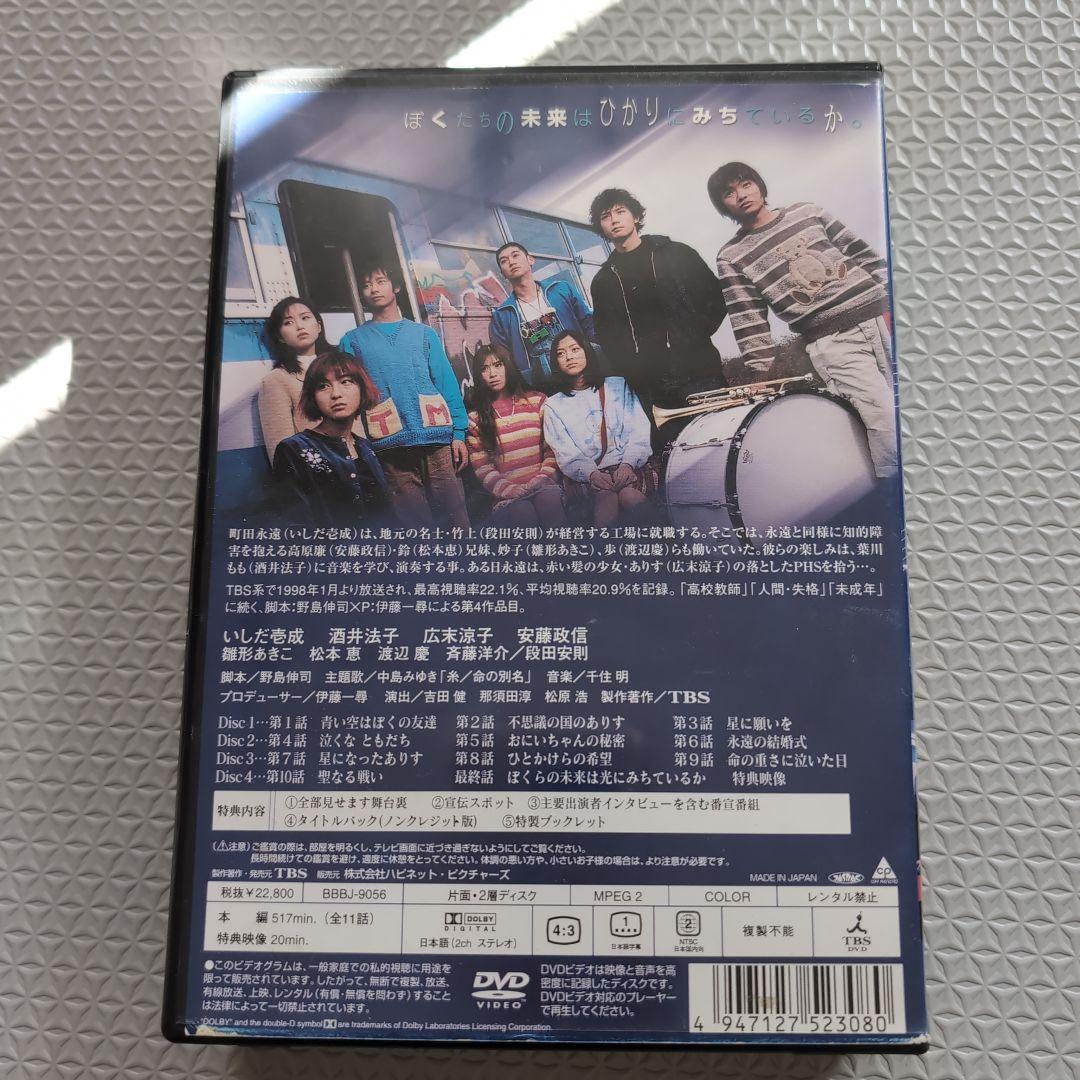 ぼくたちの未来はひかりにみちているか。
TM
町田永遠(いしだ壱成)は、地元の名士・竹上(段田安則)が経営する工場に就職する。そこでは、永遠と同様に知的障
害を抱える高原廉(安藤政信)・鈴(松本恵)兄妹、妙子(雛形あきこ)、歩(渡辺慶)らも働いていた。彼らの楽しみは、葉川
もも(酒井法子)に音楽を学び、演奏する事。ある日永遠は、赤い髪の少女・ありす(広末涼子)の落としたPHSを拾う…。
TBS系で1998年1月より放送され、最高視聴率22.1%、平均視聴率20.9%を記録。「高校教師」「人間・失格」「未成年」
に続く、脚本:野島伸司×P:伊藤一尋による第4作品目。
いしだ壱成 酒井法子 広末涼子 安藤政信
雛形あきこ 松本 恵 渡辺 慶 斉藤洋介/段田安則
脚本/野島伸司 主題歌/中島みゆき「糸/命の別名」 音楽/千住 明
プロデューサー/伊藤一尋 演出/吉田 健 那須田淳 松原 浩 製作著作/TBS
Disc 1…第1話 青い空はぼくの友達 第2話 不思議の国のありす 第3話 星に願いを
Disc 2…第4話 泣くな ともだち 第5話 おにいちゃんの秘密 第6話 永遠の結婚式
Disc 3…第7話 星になったありす 第8話 ひとかけらの希望 第9話 命の重さに泣いた日
Disc 4…第10話 聖なる戦い 最終話 ぼくらの未来は光にみちているか 特典映像
特典内容 ①全部見せます舞台裏 ②宣伝スポット ③主要出演者インタビューを含む番宣番組
④タイトルバック(ノンクレジット版) ⑤特製ブックレット
(⚠注意)ご鑑賞の際は、部屋を明るくし、テレビ画面に近づき過ぎないようにしてご覧ください。
長時間続けての鑑賞を避け、適度に休憩をとってください。体調の悪い方や、小さいお子様の場合は、より注意が必要です。
製作著作・発売元 TBS 販売元 株式会社ハピネット・ピクチャーズ
MADE IN JAPAN
税抜¥22,800 BBBJ-9056 片面・2層ディスク MPEG 2 COLOR レンタル禁止
本 編 517min. (全11話)
特典映像 20min.
DOLBY DIGITAL
日本語(2ch ステレオ)
4:3
1
日本語字幕
2
NTSC
日本国内向
複製不能
TBS
DVD
●このビデオグラムは、一般家庭での私的視聴に用途を
限って販売されています。したがって、無断で複製、放送、
有線放送、上映、レンタル(有償・無償を問わず)すること
は法律によって一切禁止されています。
DVD
VIDEO
DVDビデオは映像と音声を高
密度に記録したディスクです。
DVDビデオ対応のプレーヤー
で再生してください。
4 947127 523080
"DOLBY" and the double-D symbol are trademarks of Dolby Laboratories Licensing Corporation.